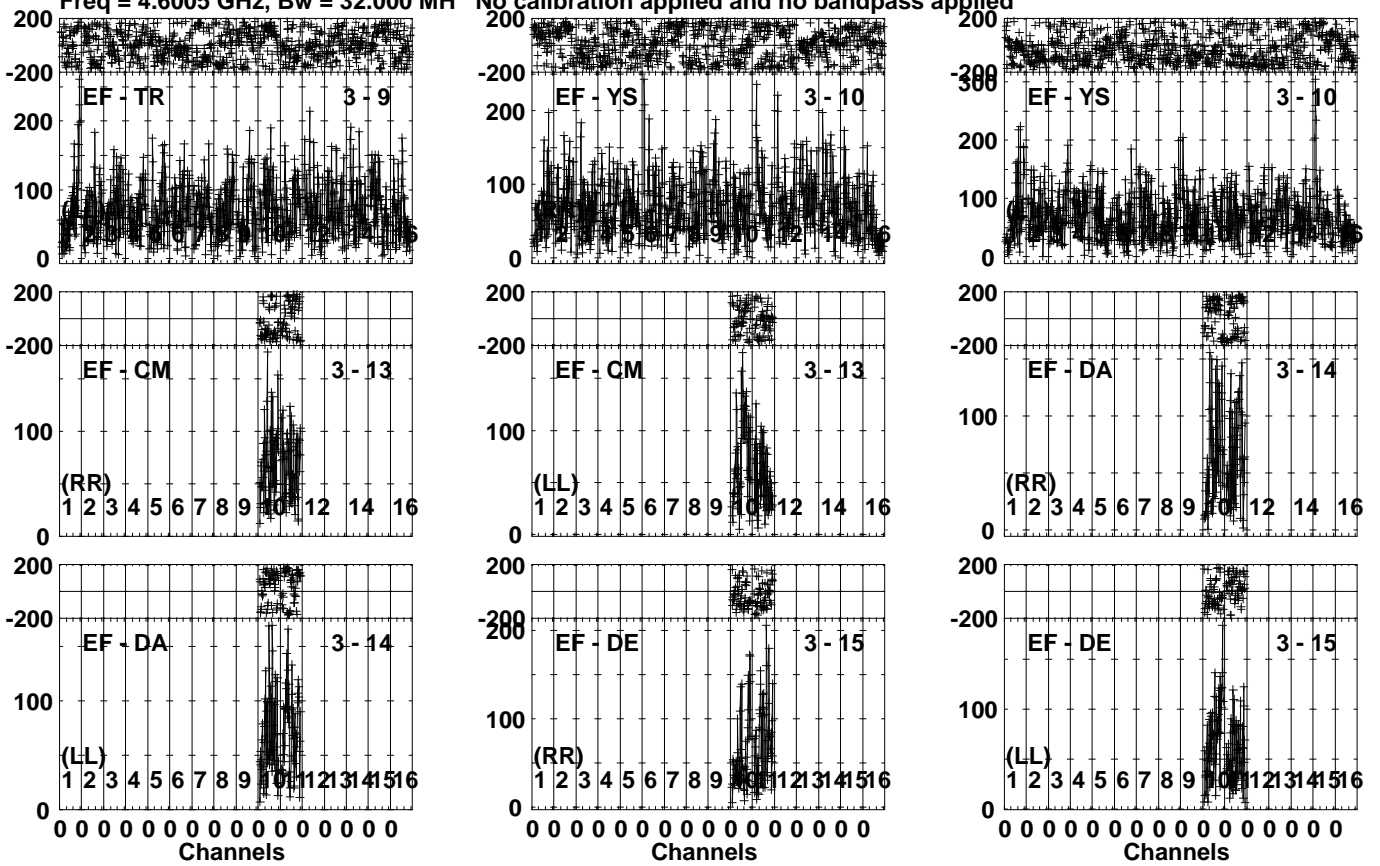 Freq = 4.6005 GHz, Bw = 32.000 MH No calibration applied and no bandpass applied
200 200 200
-200 -200 -200
300
EF - TR 3 - 9 EF - YS 3 - 10 EF - YS 3 - 10
200 200 200
100 100 100
0 0 0
200 200 200
-200 -200 -200
EF - CM 3 - 13 EF - CM 3 - 13 EF - DA 3 - 14
100 100 100
(RR) (LL) (RR)
1 2 3 4 5 6 7 8 9 10 12 14 16 1 2 3 4 5 6 7 8 9 10 12 14 16 1 2 3 4 5 6 7 8 9 10 12 14 16
0 0 0
200 200 200
-200 -200 -200
200
EF - DA 3 - 14 EF - DE 3 - 15 EF - DE 3 - 15
100 100 100
(LL) (RR) (LL)
1 2 3 4 5 6 7 8 9 10 11 12 13 14 15 16 1 2 3 4 5 6 7 8 9 10 11 12 13 14 15 16 1 2 3 4 5 6 7 8 9 10 11 12 13 14 15 16
0 0 0
0 0 0 0 0 0 0 0 0 0 0 0 0 0 0 0 0 0 0 0 0 0 0 0 0 0 0 0 0 0 0 0 0 0 0 0 0 0 0 0 0 0 0 0 0 0 0 0
Channels Channels Channels